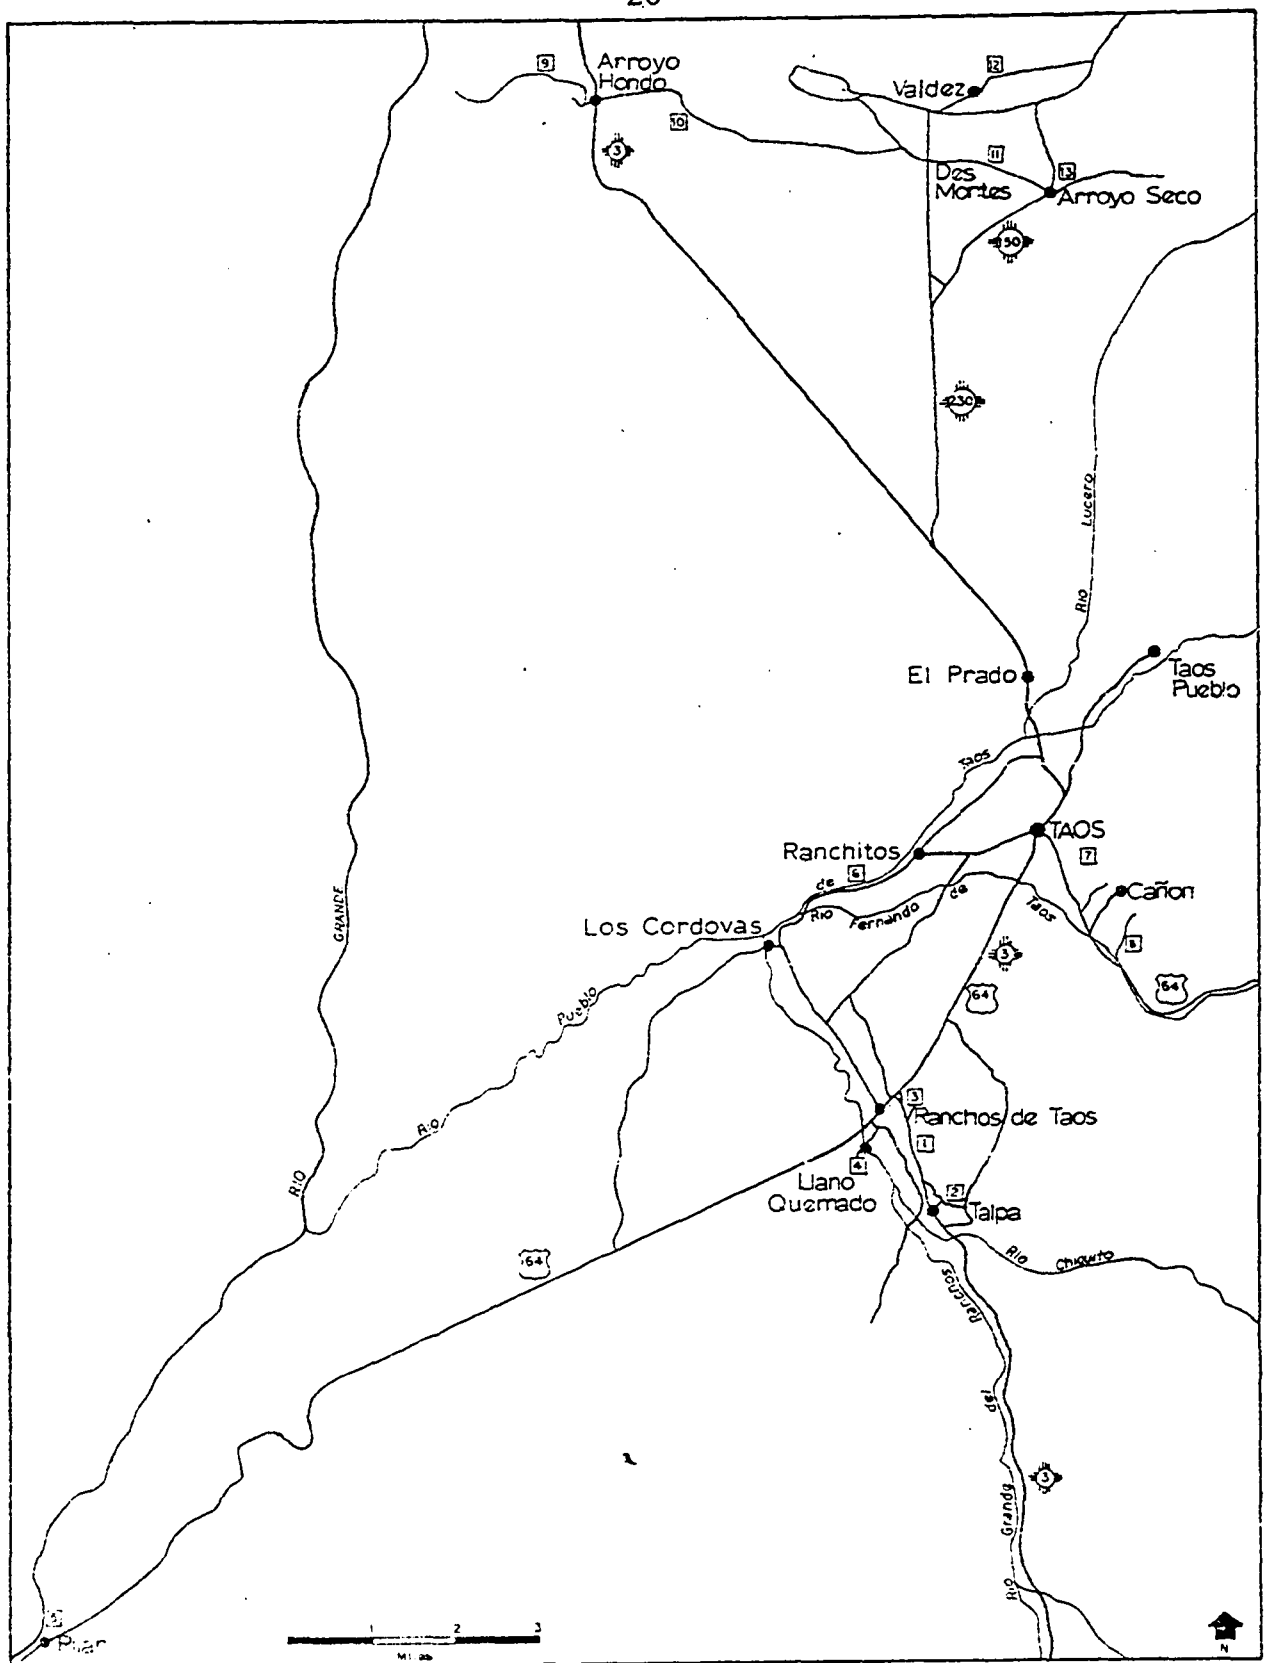 20
9
Arroyo
Hondo
10
3
Valdez
12
11
Des
Montes
13
Arroyo Seco
150
230
Rio
Lucero
El Prado
Taos
Pueblo
Taos
TAOS
Ranchitos
7
6
de
Cañon
Rio
Fernando
de
Taos
8
Los Cordovas
3
64
64
GRANDE
Pueblo
Rio
RIO
3
Ranchos de Taos
1
4
Llano
Quemado
2
Talpa
64
Rio
Chiquito
Ranchos
del
Grande
Rio
3
5
Pilar
1
2
3
Miles
N